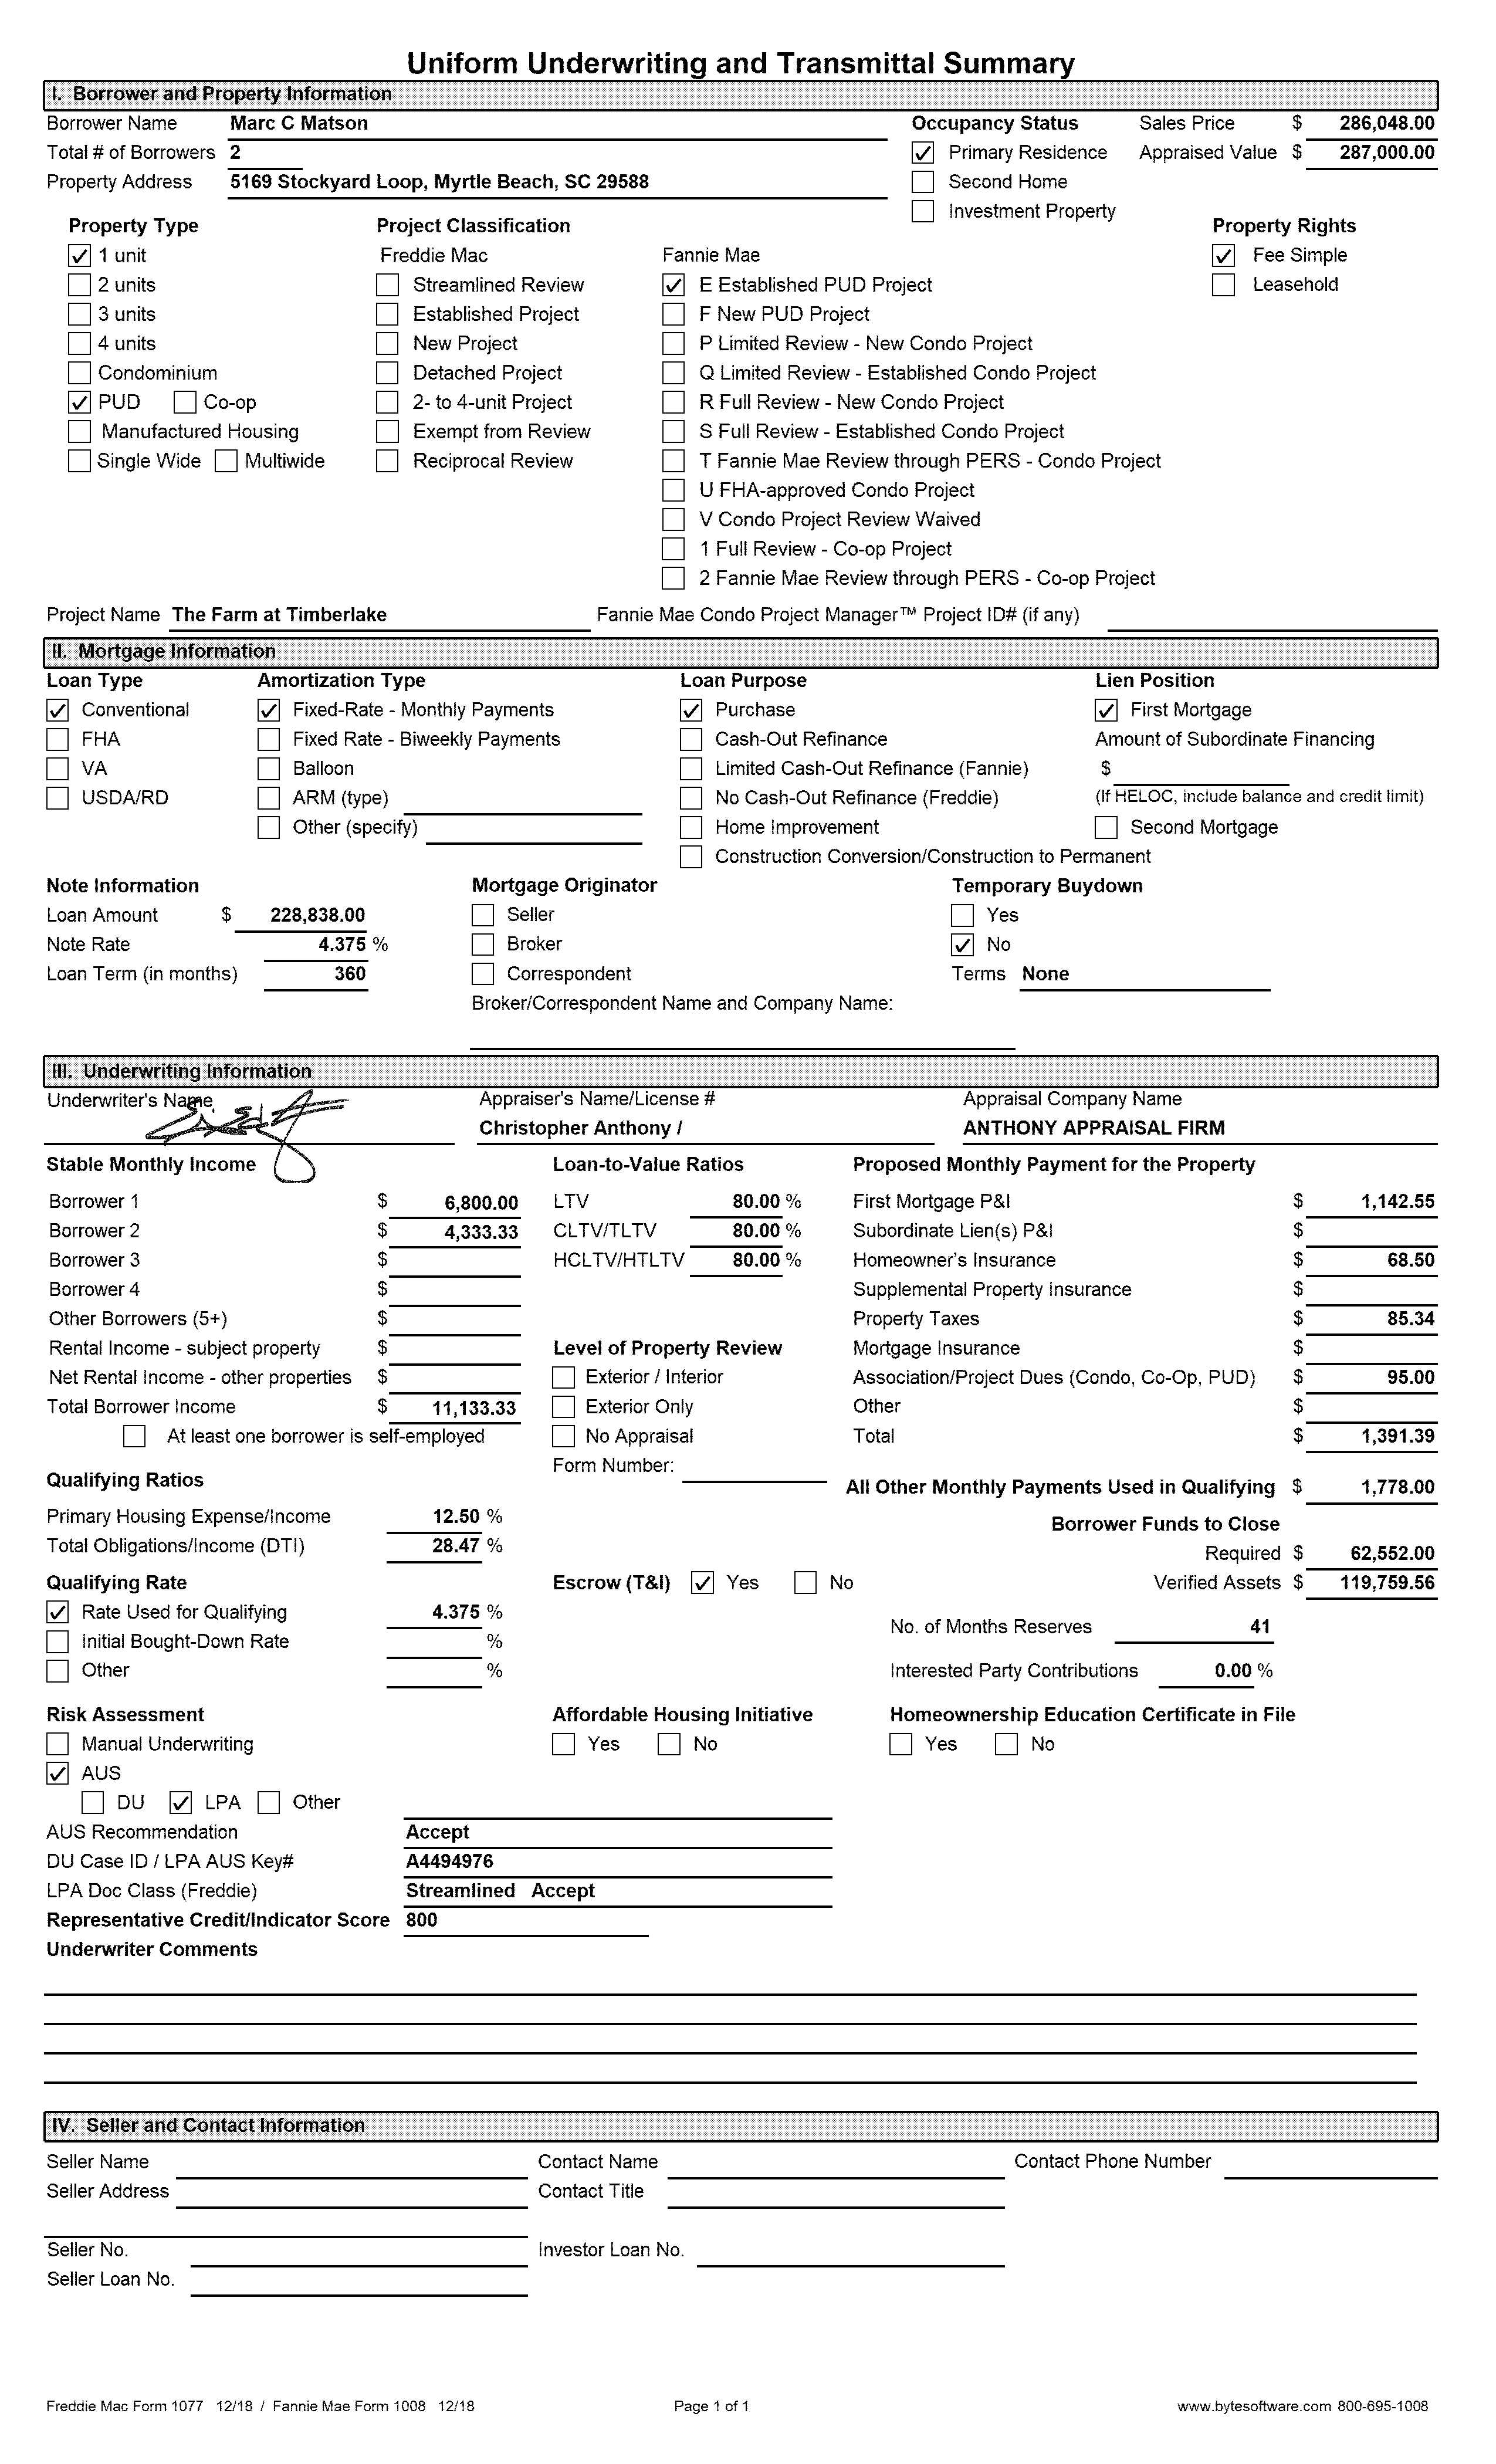 Uniform Underwriting and Transmittal Summary
I. Borrower and Property Information
Borrower Name Marc C Matson Occupancy Status Sales Price $ 286,048.00
Total # of Borrowers 2 Primary Residence Appraised Value $ 287,000.00
Property Address 5169 Stockyard Loop, Myrtle Beach, SC 29588 Second Home
Investment Property
Property Type Project Classification Property Rights
1 unit Freddie Mac Fannie Mae Fee Simple
2 units Streamlined Review E Established PUD Project Leasehold
3 units Established Project F New PUD Project
4 units New Project P Limited Review - New Condo Project
Condominium Detached Project Q Limited Review - Established Condo Project
PUD Co-op 2- to 4-unit Project R Full Review - New Condo Project
Manufactured Housing Exempt from Review S Full Review - Established Condo Project
Single Wide Multiwide Reciprocal Review T Fannie Mae Review through PERS - Condo Project
U FHA-approved Condo Project
V Condo Project Review Waived
1 Full Review - Co-op Project
2 Fannie Mae Review through PERS - Co-op Project
Project Name The Farm at Timberlake Fannie Mae Condo Project Manager™ Project ID# (if any)
II. Mortgage Information
Loan Type Amortization Type Loan Purpose Lien Position
Conventional Fixed-Rate - Monthly Payments Purchase First Mortgage
FHA Fixed Rate - Biweekly Payments Cash-Out Refinance Amount of Subordinate Financing
VA Balloon Limited Cash-Out Refinance (Fannie) $
USDA/RD ARM (type) No Cash-Out Refinance (Freddie) (If HELOC, include balance and credit limit)
Other (specify) Home Improvement Second Mortgage
Construction Conversion/Construction to Permanent
Note Information Mortgage Originator Temporary Buydown
Loan Amount $ 228,838.00 Seller Yes
Note Rate 4.375 % Broker No
Loan Term (in months) 360 Correspondent Terms None
Broker/Correspondent Name and Company Name:
III. Underwriting Information
Underwriter's Name Appraiser's Name/License # Appraisal Company Name
Christopher Anthony / ANTHONY APPRAISAL FIRM
Stable Monthly Income Loan-to-Value Ratios Proposed Monthly Payment for the Property
Borrower 1 $ 6,800.00 LTV 80.00 % First Mortgage P&I $ 1,142.55
Borrower 2 $ 4,333.33 CLTV/TLTV 80.00 % Subordinate Lien(s) P&I $
Borrower 3 $ HCLTV/HTLTV 80.00 % Homeowner's Insurance $ 68.50
Borrower 4 $ Supplemental Property Insurance $
Other Borrowers (5+) $ Property Taxes $ 85.34
Rental Income - subject property $ Level of Property Review Mortgage Insurance $
Net Rental Income - other properties $ Exterior / Interior Association/Project Dues (Condo, Co-Op, PUD) $ 95.00
Total Borrower Income $ 11,133.33 Exterior Only Other $
At least one borrower is self-employed No Appraisal Total $ 1,391.39
Form Number:
Qualifying Ratios All Other Monthly Payments Used in Qualifying $ 1,778.00
Primary Housing Expense/Income 12.50 % Borrower Funds to Close
Total Obligations/Income (DTI) 28.47 % Required $ 62,552.00
Qualifying Rate Escrow (T&I) Yes No Verified Assets $ 119,759.56
Rate Used for Qualifying 4.375 %
No. of Months Reserves 41
Initial Bought-Down Rate %
Other % Interested Party Contributions 0.00 %
Risk Assessment Affordable Housing Initiative Homeownership Education Certificate in File
Manual Underwriting Yes No Yes No
AUS
DU LPA Other
AUS Recommendation Accept
DU Case ID / LPA AUS Key# A4494976
LPA Doc Class (Freddie) Streamlined Accept
Representative Credit/Indicator Score 800
Underwriter Comments
IV. Seller and Contact Information
Seller Name Contact Name Contact Phone Number
Seller Address Contact Title
Seller No. Investor Loan No.
Seller Loan No.
Freddie Mac Form 1077 12/18 / Fannie Mae Form 1008 12/18 Page 1 of 1 www.bytesoftware.com 800-695-1008